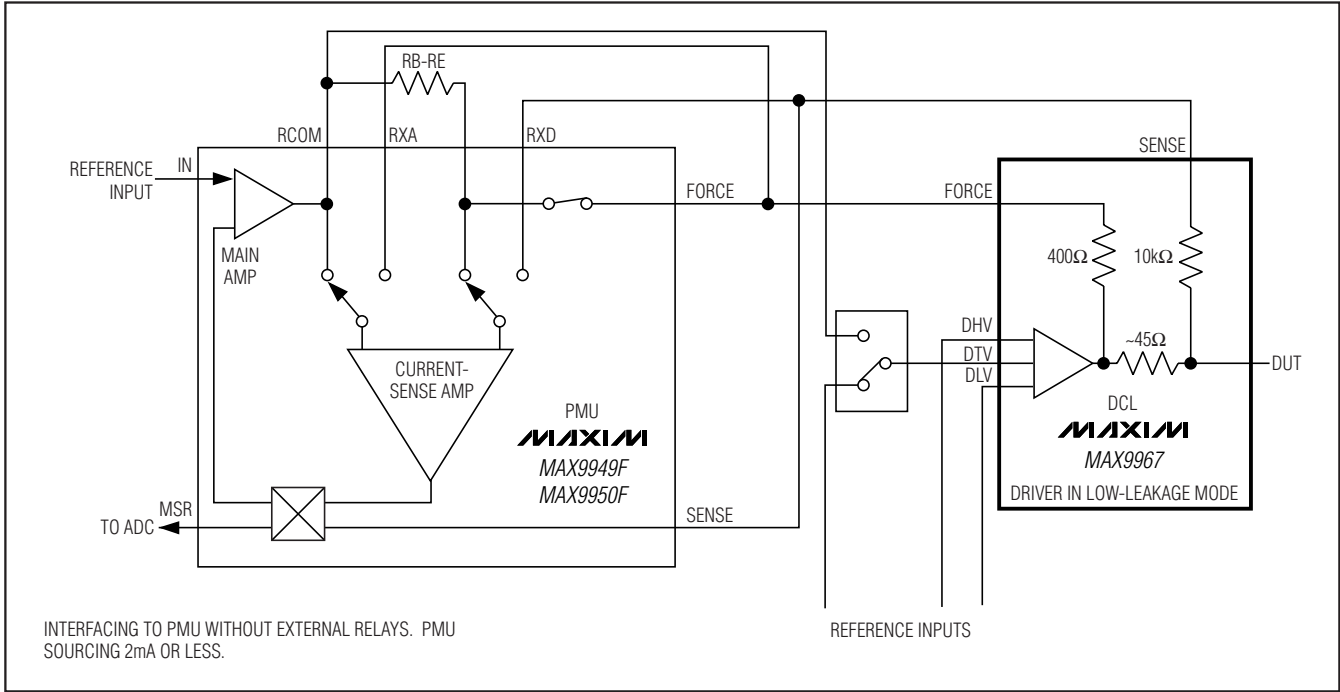 RB-RE
RCOM
RXA
RXD
SENSE
REFERENCE
INPUT
IN
FORCE
FORCE
MAIN
AMP
400Ω
10kΩ
DHV
~45Ω
DTV
DUT
DLV
CURRENT-
SENSE AMP
PMU
MAXIM
MAX9949F
MAX9950F
DCL
MAXIM
MAX9967
DRIVER IN LOW-LEAKAGE MODE
MSR
TO ADC
SENSE
INTERFACING TO PMU WITHOUT EXTERNAL RELAYS. PMU
SOURCING 2mA OR LESS.
REFERENCE INPUTS